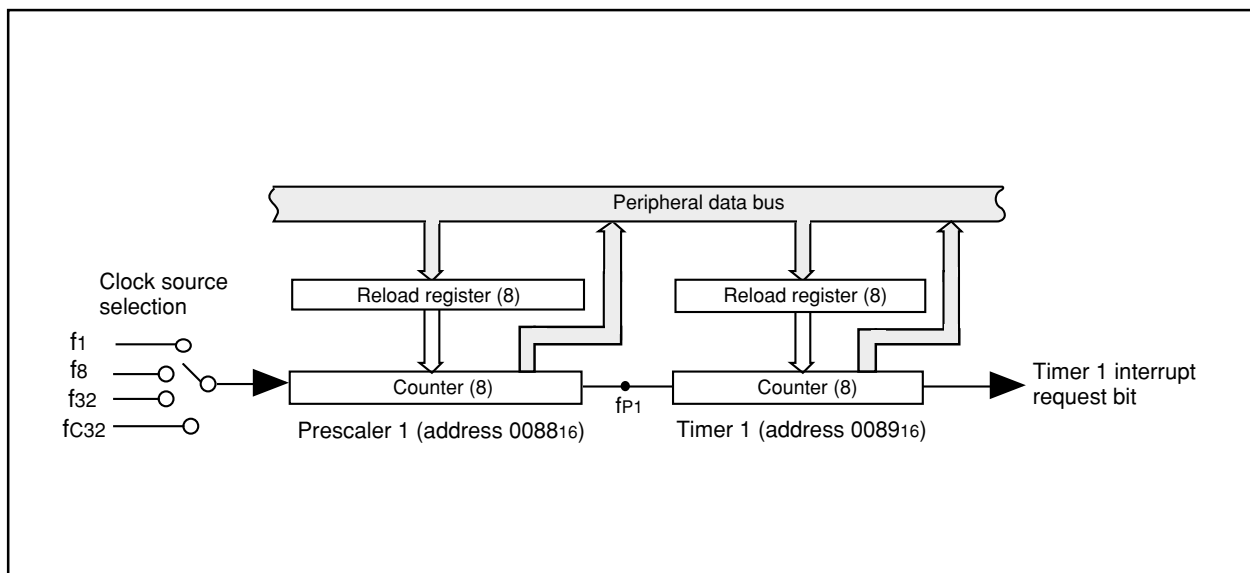 Peripheral data bus
Clock source
selection
Reload register (8)
Reload register (8)
f1
f8
f32
fC32
Counter (8)
fP1
Counter (8)
Timer 1 interrupt
request bit
Prescaler 1 (address 008816)
Timer 1 (address 008916)